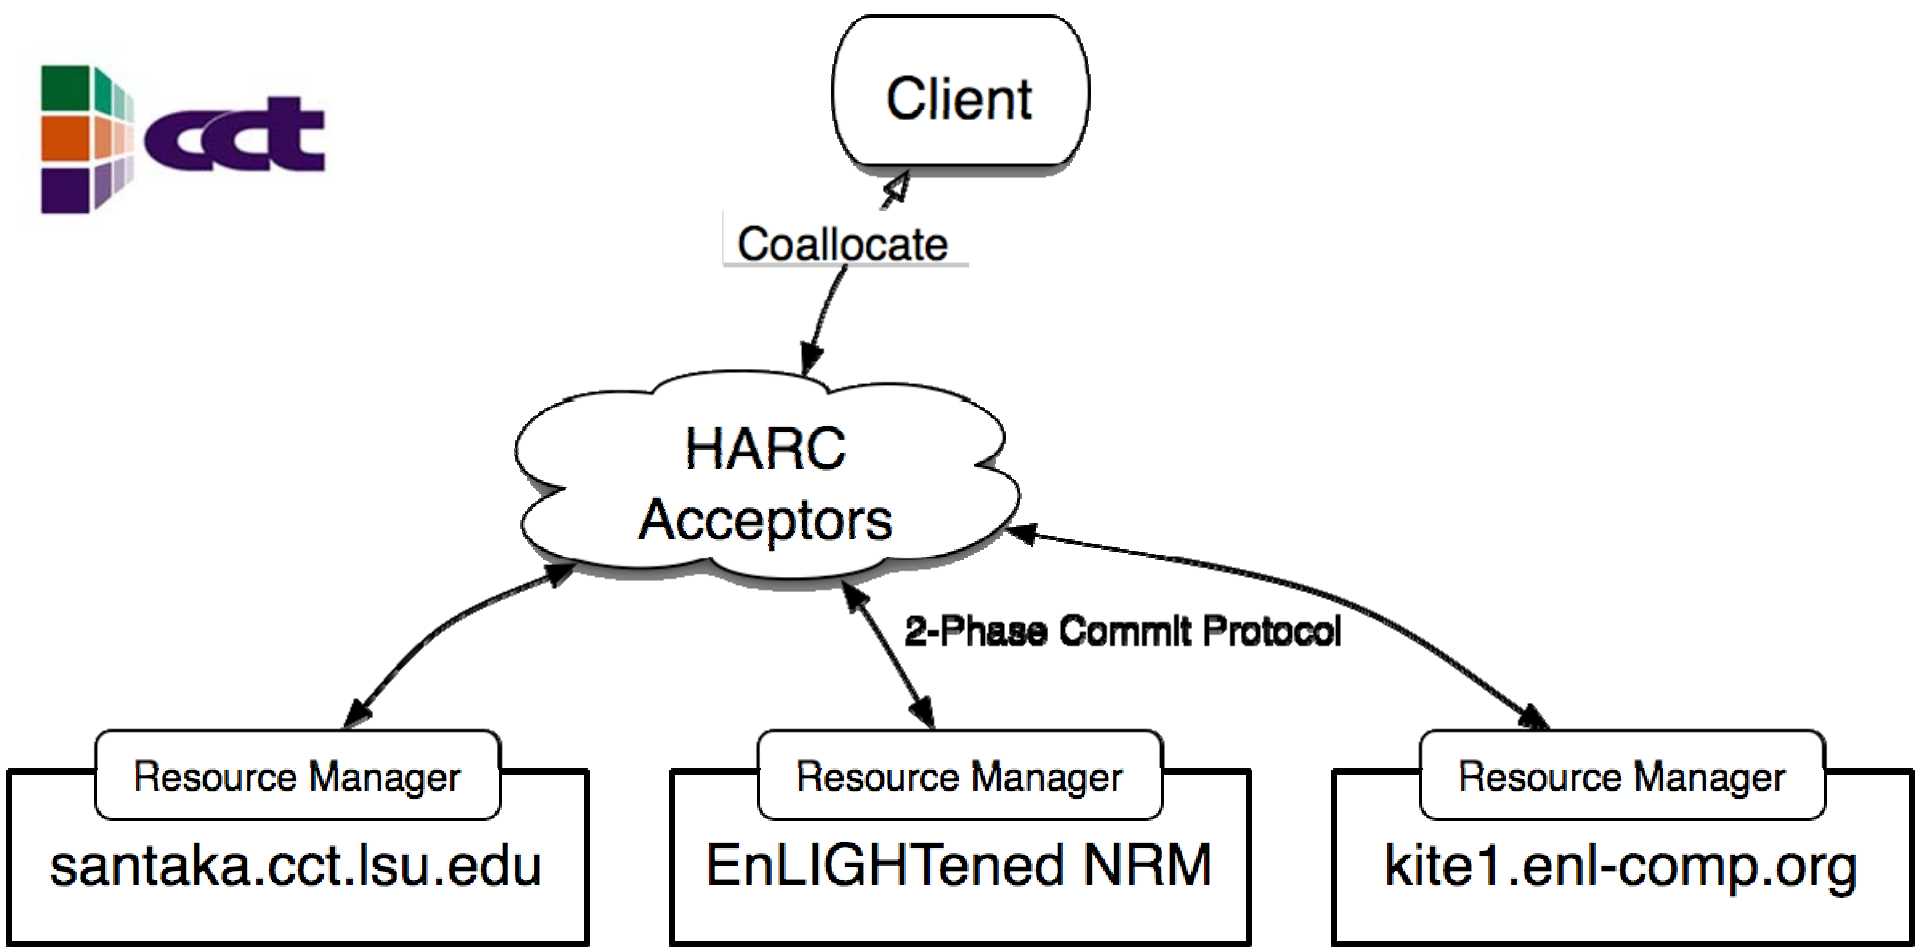 cct
Client
Coallocate
HARC
Acceptors
2-Phase Commit Protocol
Resource Manager
Resource Manager
Resource Manager
santaka.cct.lsu.edu
EnLIGHTened NRM
kite1.enl-comp.org